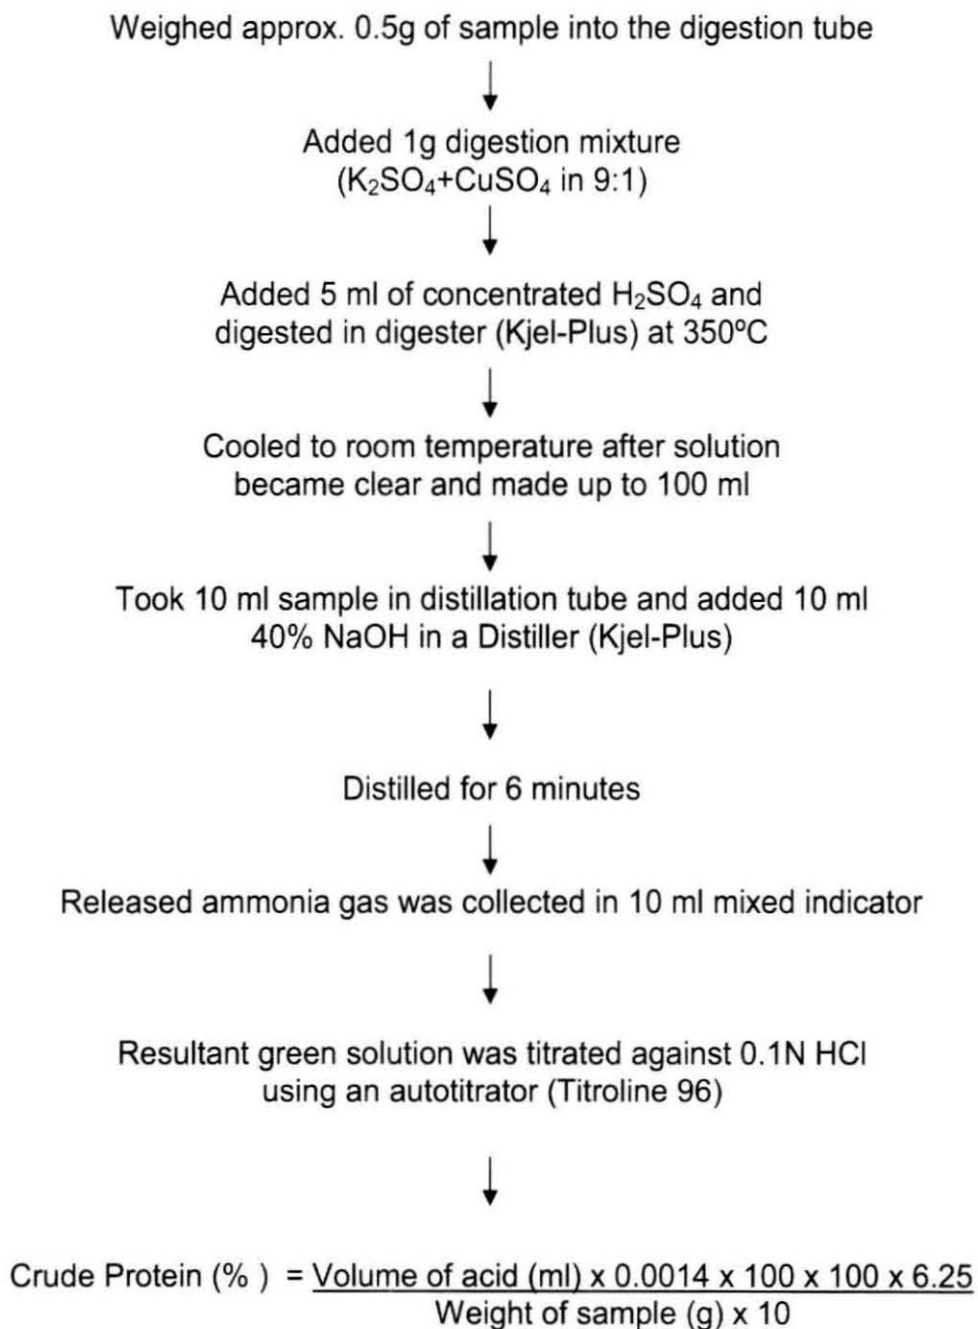 Weighed approx. 0.5g of sample into the digestion tube
Added 1g digestion mixture
(K₂SO₄+CuSO₄ in 9:1)
Added 5 ml of concentrated H₂SO₄ and
digested in digester (Kjel-Plus) at 350ºC
Cooled to room temperature after solution
became clear and made up to 100 ml
Took 10 ml sample in distillation tube and added 10 ml
40% NaOH in a Distiller (Kjel-Plus)
Distilled for 6 minutes
Released ammonia gas was collected in 10 ml mixed indicator
Resultant green solution was titrated against 0.1N HCl
using an autotitrator (Titroline 96)
Crude Protein (% ) = Volume of acid (ml) x 0.0014 x 100 x 100 x 6.25
Weight of sample (g) x 10